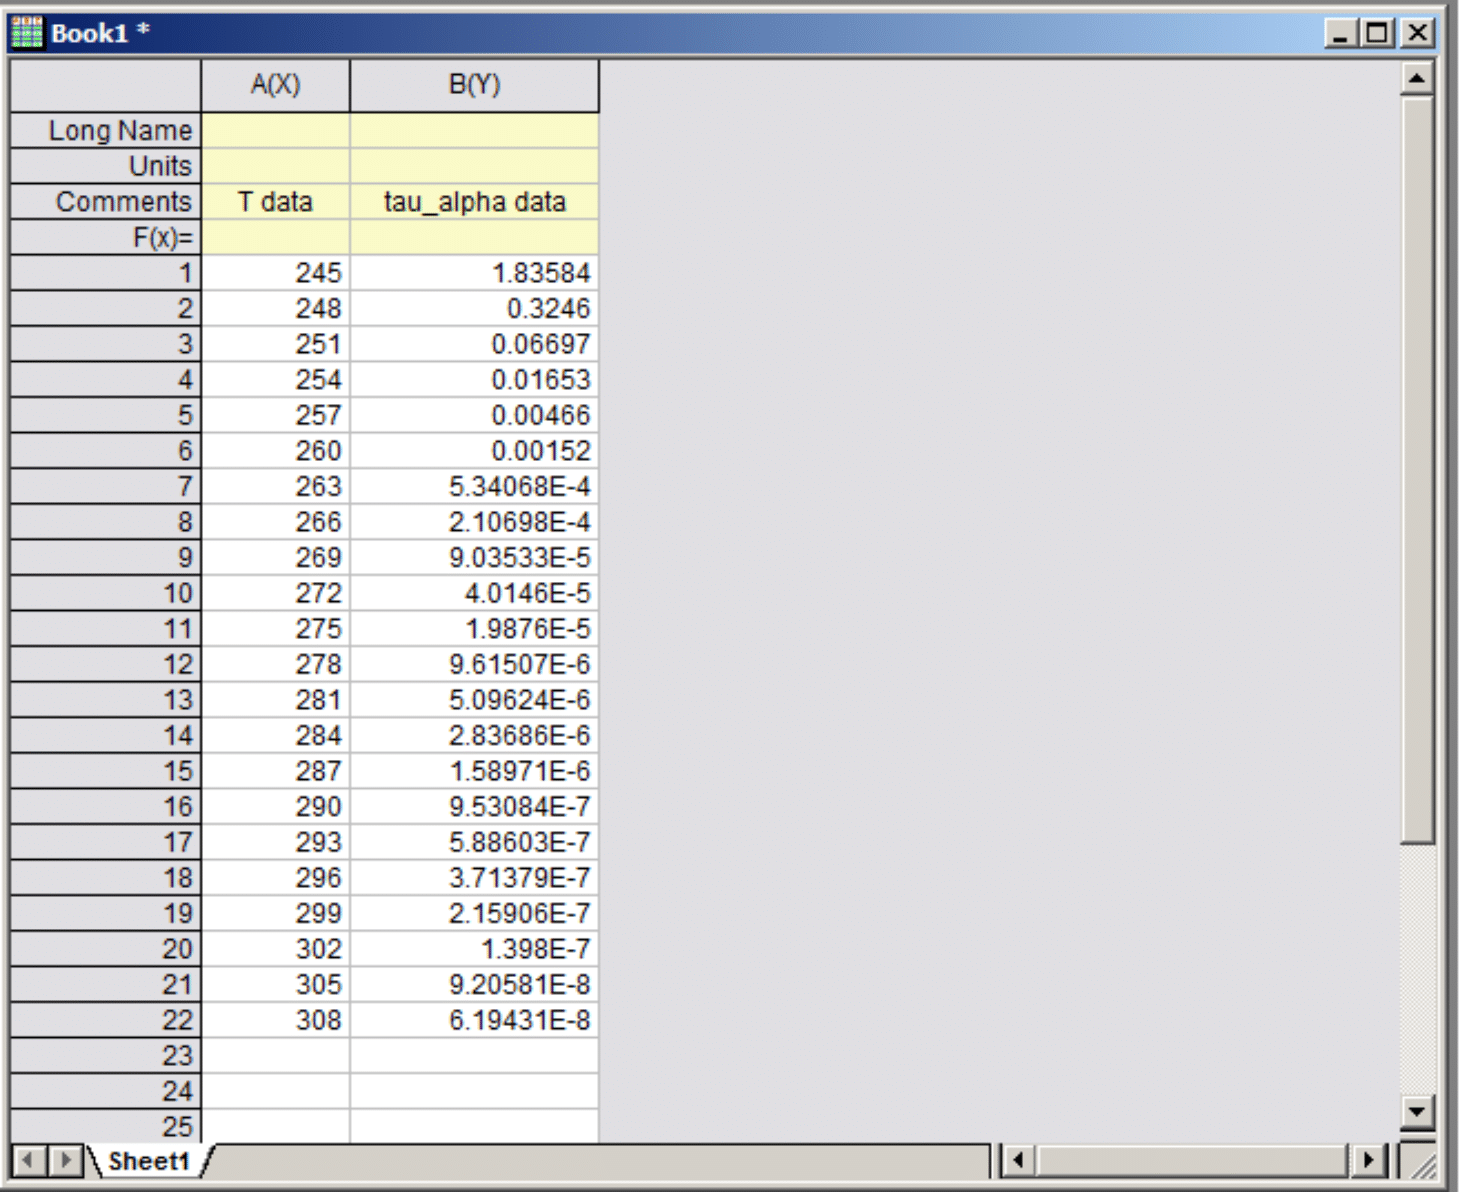 Book1 *
A(X) B(Y)
Long Name
Units
Comments T data tau_alpha data
F(x)=
1 245 1.83584
2 248 0.3246
3 251 0.06697
4 254 0.01653
5 257 0.00466
6 260 0.00152
7 263 5.34068E-4
8 266 2.10698E-4
9 269 9.03533E-5
10 272 4.0146E-5
11 275 1.9876E-5
12 278 9.61507E-6
13 281 5.09624E-6
14 284 2.83686E-6
15 287 1.58971E-6
16 290 9.53084E-7
17 293 5.88603E-7
18 296 3.71379E-7
19 299 2.15906E-7
20 302 1.398E-7
21 305 9.20581E-8
22 308 6.19431E-8
23
24
25
Sheet1